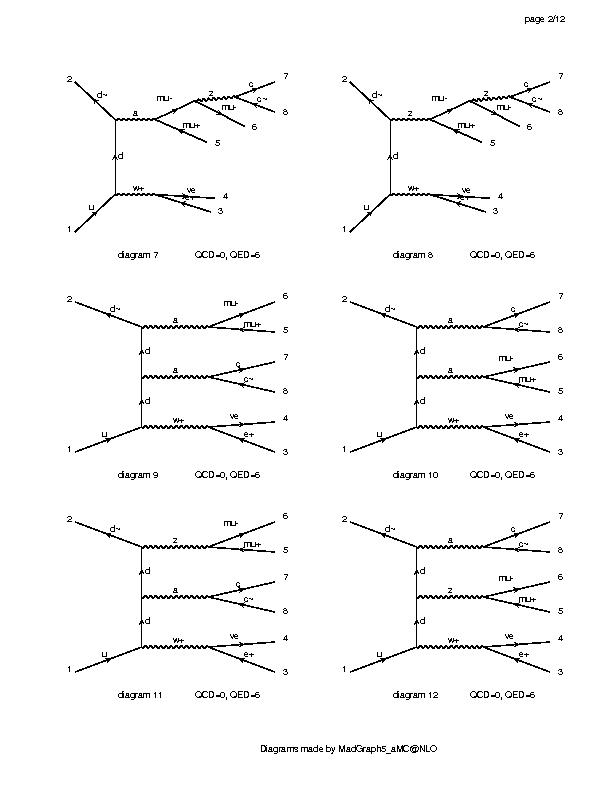 page 2/12
2 d~ a mu- z c 7
c~ 8
mu- 6
mu+ 5
d
w+ ve 4
e+ 3
u 1
diagram 7 QCD=0, QED=6
2 d~ z mu- z c 7
c~ 8
mu- 6
mu+ 5
d
w+ ve 4
e+ 3
u 1
diagram 8 QCD=0, QED=6
2 d~ a mu- 6
mu+ 5
d
a c 7
c~ 8
d
w+ ve 4
e+ 3
u 1
diagram 9 QCD=0, QED=6
2 d~ a c 7
c~ 8
d
a mu- 6
mu+ 5
d
w+ ve 4
e+ 3
u 1
diagram 10 QCD=0, QED=6
2 d~ z mu- 6
mu+ 5
d
a c 7
c~ 8
d
w+ ve 4
e+ 3
u 1
diagram 11 QCD=0, QED=6
2 d~ a c 7
c~ 8
d
z mu- 6
mu+ 5
d
w+ ve 4
e+ 3
u 1
diagram 12 QCD=0, QED=6
Diagrams made by MadGraph5_aMC@NLO